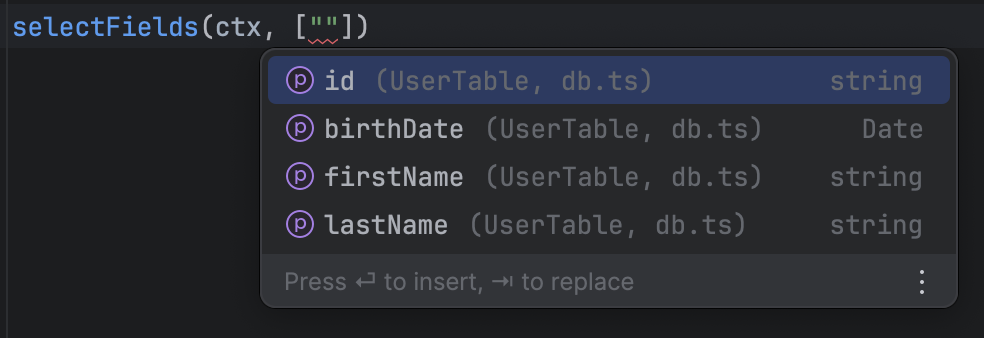 selectFields(ctx, [""])
p id (UserTable, db.ts) string
p birthDate (UserTable, db.ts) Date
p firstName (UserTable, db.ts) string
p lastName (UserTable, db.ts) string
Press ⏎ to insert, ⇥ to replace